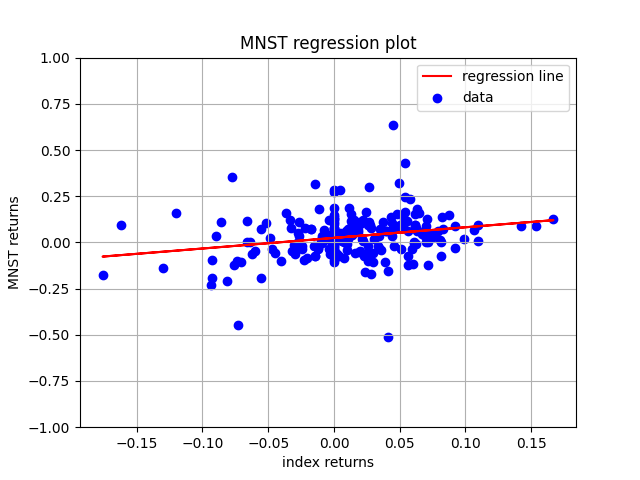 MNST regression plot
regression line
data
1.00
0.75
0.50
0.25
0.00
−0.25
−0.50
−0.75
−1.00
MNST returns
−0.15 −0.10 −0.05 0.00 0.05 0.10 0.15
index returns